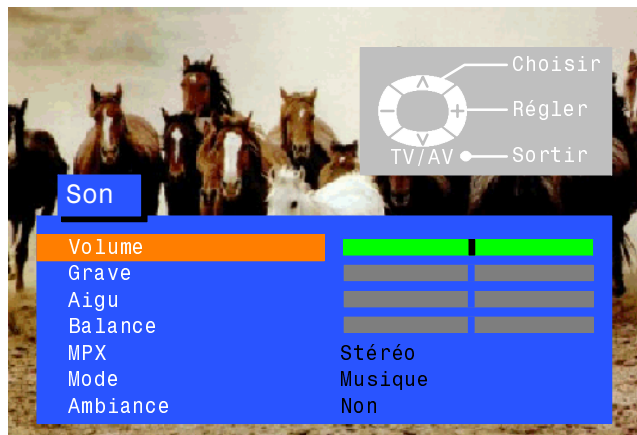 Choisir
Régler
TV/AV Sortir
Son
Volume
Grave
Aigu
Balance
MPX Stéréo
Mode Musique
Ambiance Non